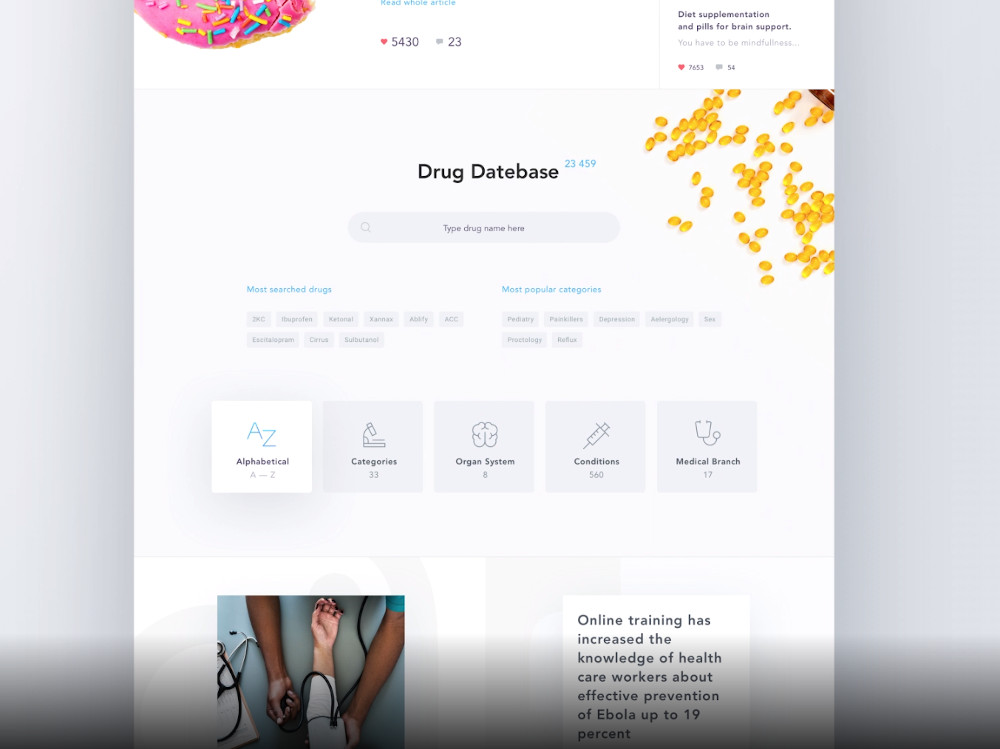 Read whole article
5430 23
Diet supplementation
and pills for brain support.
You have to be mindfullness...
7653 54
Drug Datebase 23 459
Type drug name here
Most searched drugs
2KC Ibuprofen Ketonal Xannax Abilify ACC
Escitalopram Cirrus Sulbutanol
Most popular categories
Pediatry Painkillers Depression Aelergology Sex
Proctology Reflux
AZ
Alphabetical
A — Z
Categories
33
Organ System
8
Conditions
560
Medical Branch
17
Online training has
increased the
knowledge of health
care workers about
effective prevention
of Ebola up to 19
percent